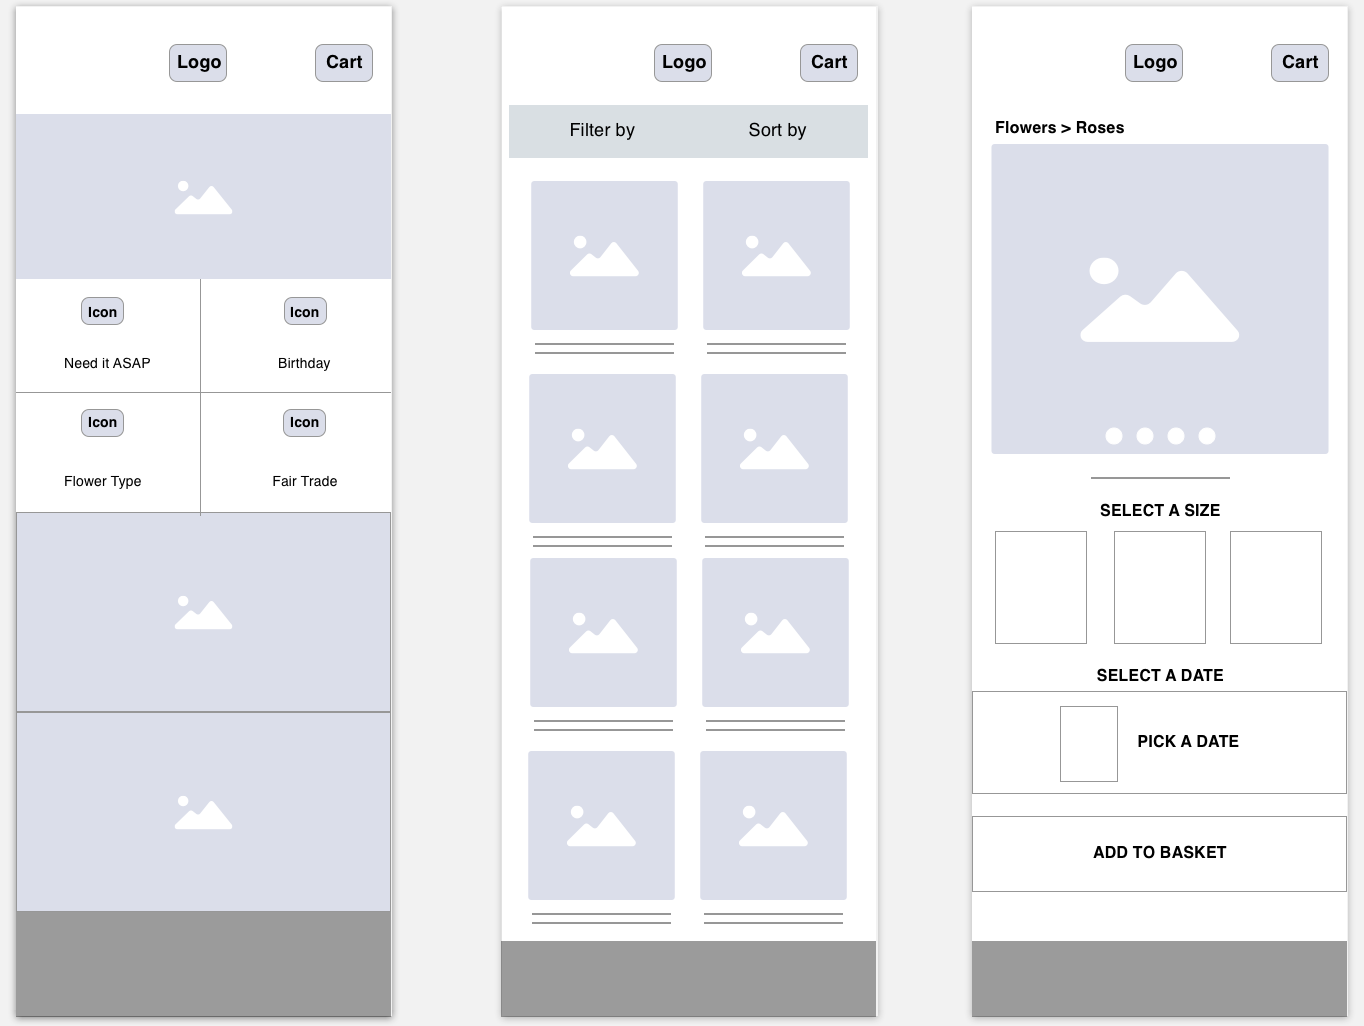 Logo
Cart
Icon
Icon
Need it ASAP
Birthday
Icon
Icon
Flower Type
Fair Trade
Logo
Cart
Filter by
Sort by
Logo
Cart
Flowers > Roses
SELECT A SIZE
SELECT A DATE
PICK A DATE
ADD TO BASKET